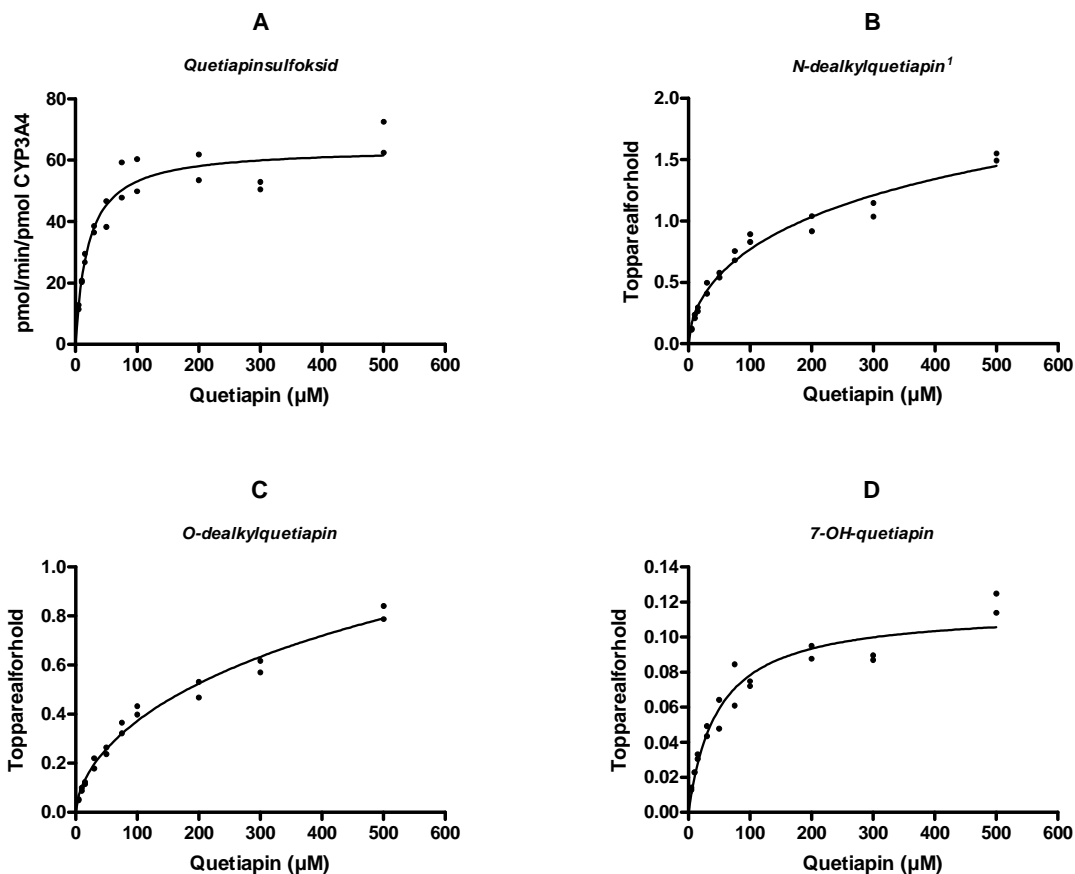 A
Quetiapinsulfoksid
pmol/min/pmol CYP3A4
80
60
40
20
0
0 100 200 300 400 500 600
Quetiapin (µM)
B
N-dealkylquetiapin¹
Topparealforhold
2.0
1.5
1.0
0.5
0.0
0 100 200 300 400 500 600
Quetiapin (µM)
C
O-dealkylquetiapin
Topparealforhold
1.0
0.8
0.6
0.4
0.2
0.0
0 100 200 300 400 500 600
Quetiapin (µM)
D
7-OH-quetiapin
Topparealforhold
0.14
0.12
0.10
0.08
0.06
0.04
0.02
0.00
0 100 200 300 400 500 600
Quetiapin (µM)